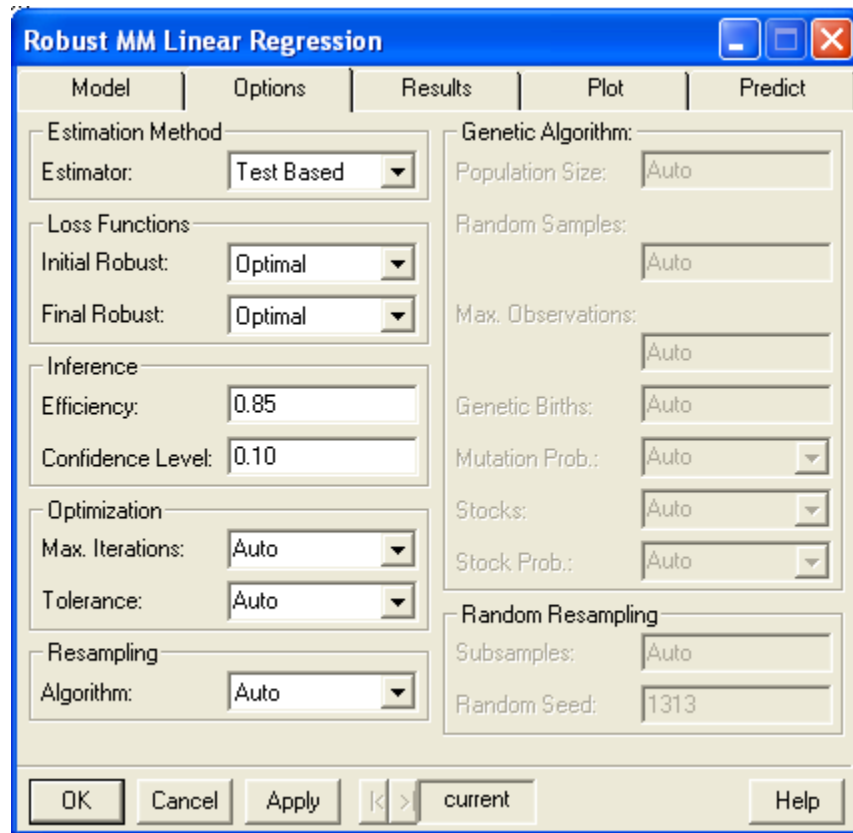 Robust MM Linear Regression
Model Options Results Plot Predict
Estimation Method
Estimator: Test Based
Loss Functions
Initial Robust: Optimal
Final Robust: Optimal
Inference
Efficiency: 0.85
Confidence Level: 0.10
Optimization
Max. Iterations: Auto
Tolerance: Auto
Resampling
Algorithm: Auto
Genetic Algorithm:
Population Size: Auto
Random Samples:
Auto
Max. Observations:
Auto
Genetic Births: Auto
Mutation Prob.: Auto
Stocks: Auto
Stock Prob.: Auto
Random Resampling
Subsamples: Auto
Random Seed: 1313
OK Cancel Apply |< >| current Help